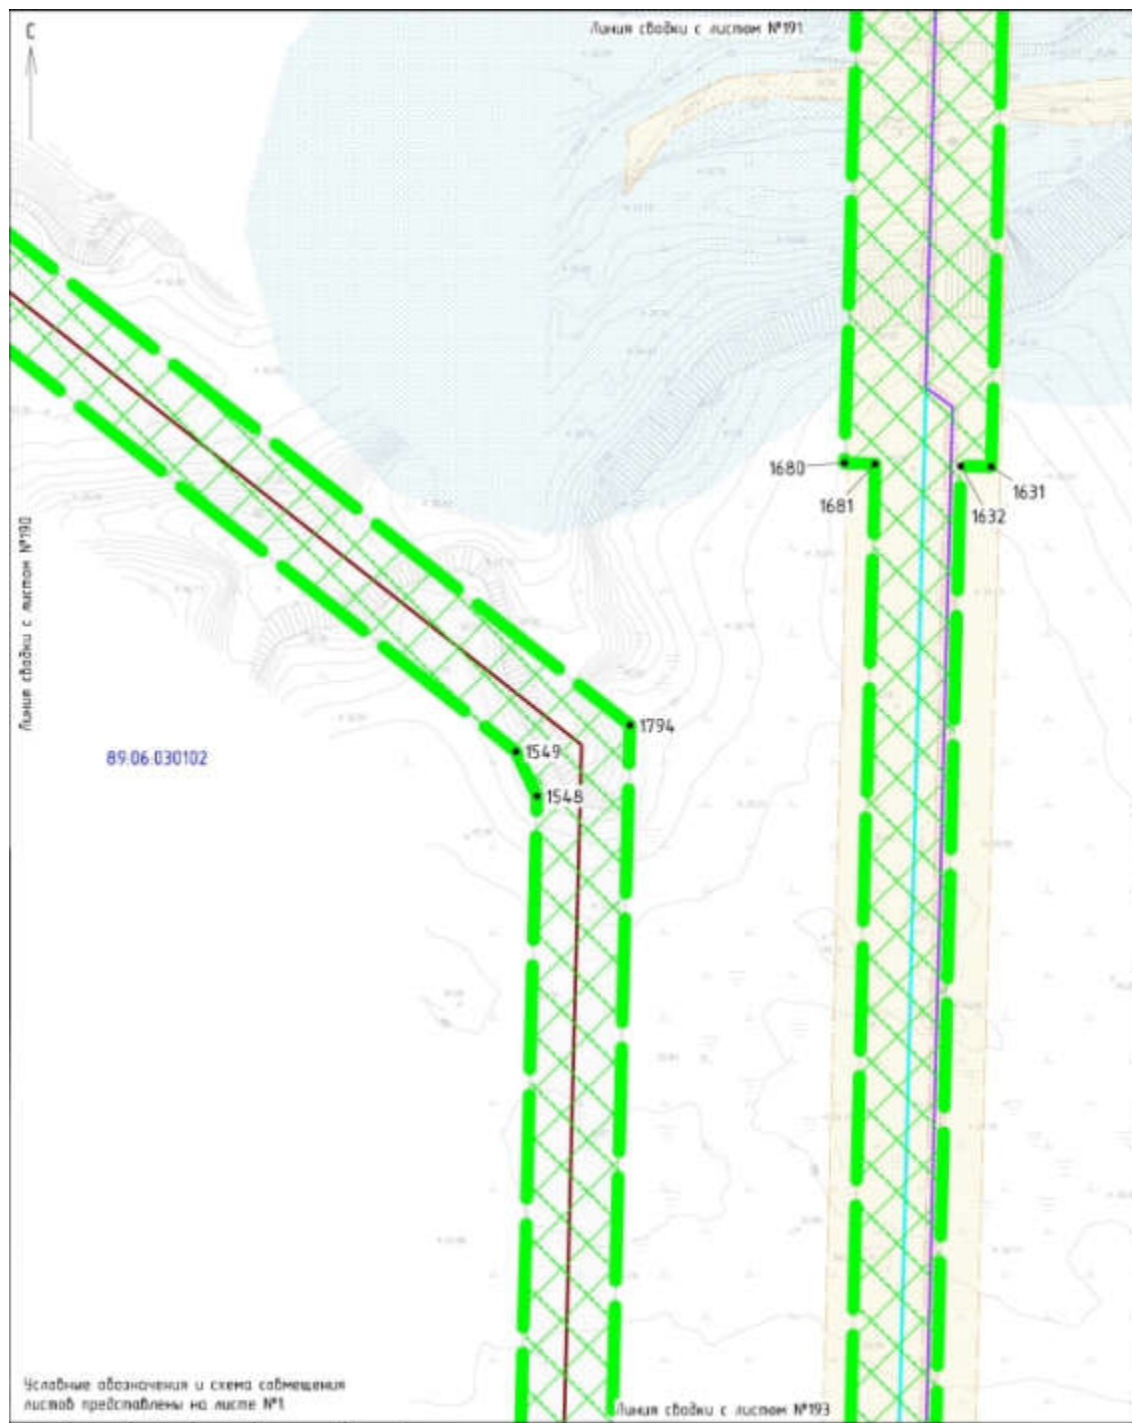 С
Линия сводки с листом №191
1680
1681
1631
1632
Линия сводки с листом №190
1794
1549
1548
89:06:030102
Условные обозначения и схема совмещения
листов представлены на листе №1
Линия сводки с листом №193